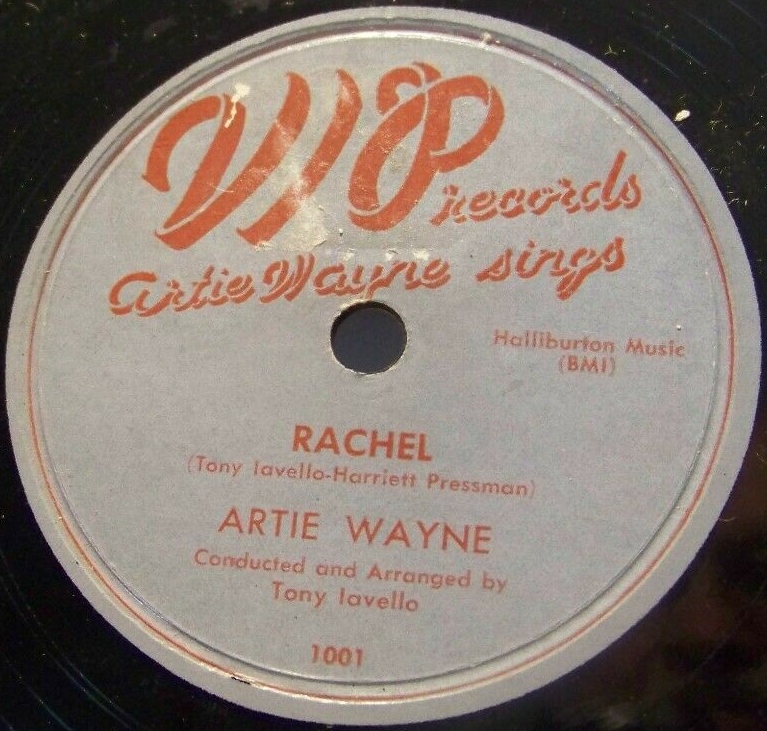 VIP records
Artie Wayne sings
Halliburton Music
(BMI)
RACHEL
(Tony Iavello-Harriett Pressman)
ARTIE WAYNE
Conducted and Arranged by
Tony Iavello
1001